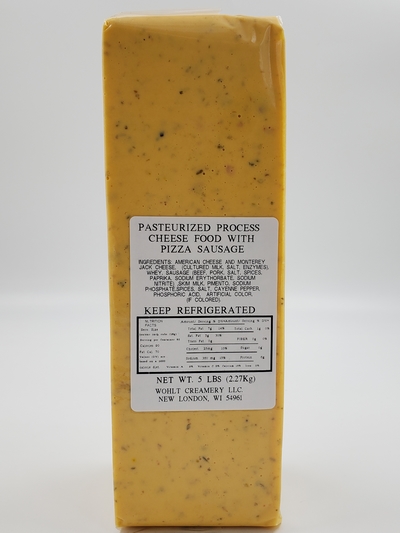 PASTEURIZED PROCESS
CHEESE FOOD WITH
PIZZA SAUSAGE
INGREDIENTS: AMERICAN CHEESE AND MONTEREY
JACK CHEESE, (CULTURED MILK, SALT, ENZYMES),
WHEY, SAUSAGE (BEEF, PORK, SALT, SPICES,
PAPRIKA, SODIUM ERYTHORBATE, SODIUM
NITRITE), SKIM MILK, PIMENTO, SODIUM
PHOSPHATE,SPICES, SALT, CAYENNE PEPPER,
PHOSPHORIC ACID, ARTIFICIAL COLOR.
(IF COLORED).
KEEP REFRIGERATED
NUTRITION
FACTS
NET WT. 5 LBS (2.27Kg)
WOHLT CREAMERY LLC.
NEW LONDON, WI 54961